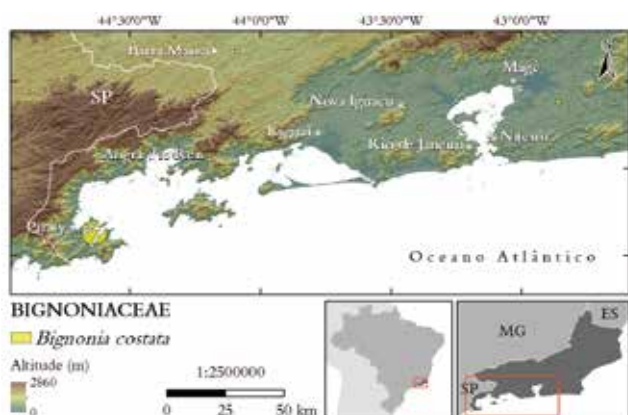 44°30'0"W 44°0'0"W 43°30'0"W 43°0'0"W
Barra Mansa
SP
Magé
Nova Iguaçu
Itaguaí
Rio de Janeiro
Niterói
Angra dos Reis
Paraty
Oceano Atlântico
BIGNONIACEAE
Bignonia costata
Altitude (m)
2860
0
1:2500000
0 25 50 km
MG
ES
SP